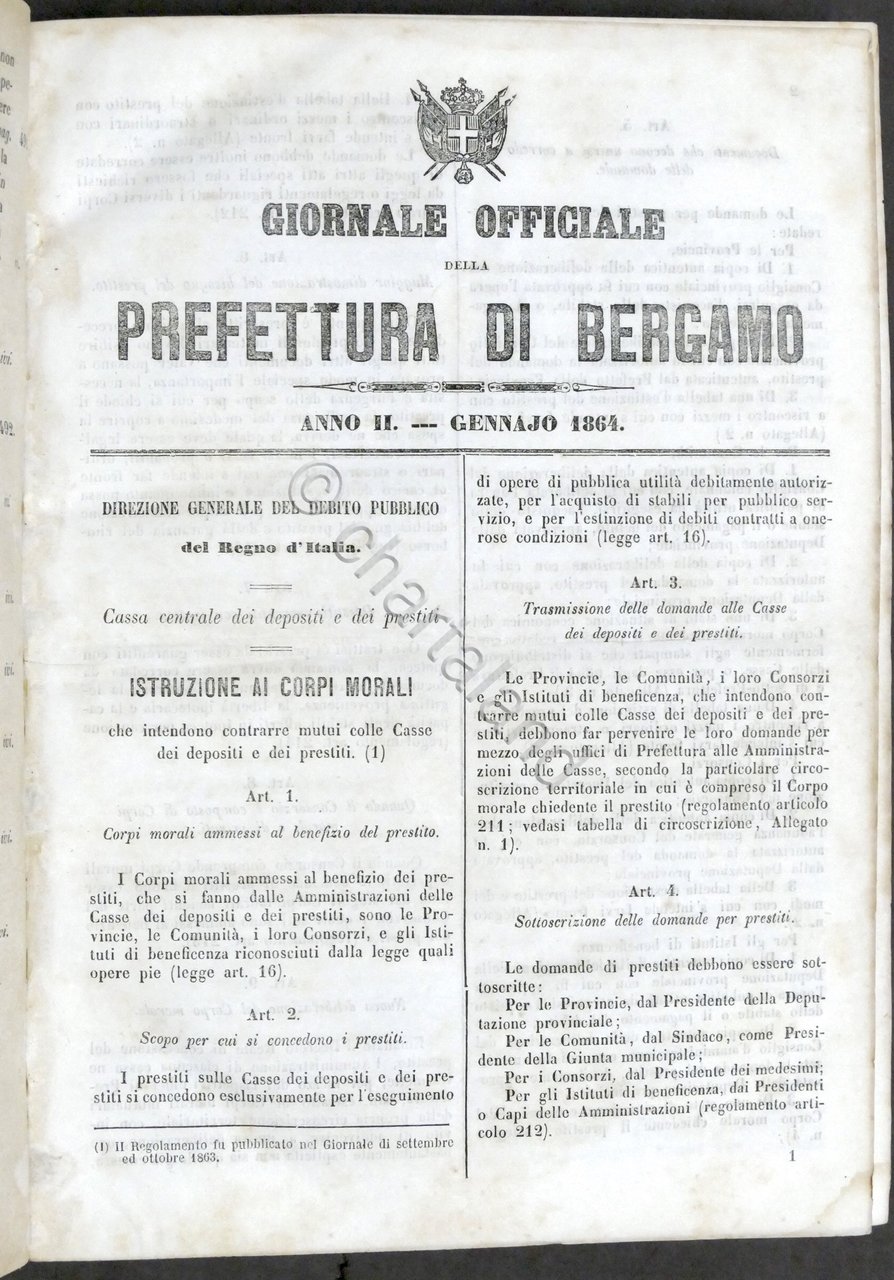 GIORNALE OFFICIALE
DELLA
PREFETTURA DI BERGAMO
ANNO II. --- GENNAJO 1864.
DIREZIONE GENERALE DEL DEBITO PUBBLICO
del Regno d'Italia.
Cassa centrale dei depositi e dei prestiti
ISTRUZIONE AI CORPI MORALI
che intendono contrarre mutui colle Casse
dei depositi e dei prestiti. (1)
Art. 1.
Corpi morali ammessi al benefizio del prestito.
I Corpi morali ammessi al benefizio dei pre-
stiti, che si fanno dalle Amministrazioni delle
Casse dei depositi e dei prestiti, sono le Pro-
vincie, le Comunità, i loro Consorzi, e gli Isti-
tuti di beneficenza riconosciuti dalla legge quali
opere pie (legge art. 16).
Art. 2.
Scopo per cui si concedono i prestiti.
I prestiti sulle Casse dei depositi e dei pre-
stiti si concedono esclusivamente per l'eseguimento
(1) Il Regolamento fu pubblicato nel Giornale di settembre
ed ottobre 1863.
di opere di pubblica utilità debitamente autoriz-
zate, per l'acquisto di stabili per pubblico ser-
vizio, e per l'estinzione di debiti contratti a one-
rose condizioni (legge art. 16).
Art. 3.
Trasmissione delle domande alle Casse
dei depositi e dei prestiti.
Le Provincie, le Comunità, i loro Consorzi
e gli Istituti di beneficenza, che intendono con-
trarre mutui colle Casse dei depositi e dei pre-
stiti, debbono far pervenire le loro domande per
mezzo degli uffici di Prefettura alle Amministra-
zioni delle Casse, secondo la particolare circo-
scrizione territoriale in cui è compreso il Corpo
morale chiedente il prestito (regolamento articolo
211; vedasi tabella di circoscrizione, Allegato
n. 1).
Art. 4.
Sottoscrizione delle domande per prestiti.
Le domande di prestiti debbono essere sot-
toscritte:
Per le Provincie, dal Presidente della Depu-
tazione provinciale;
Per le Comunità, dal Sindaco, come Presi-
dente della Giunta municipale;
Per i Consorzi, dal Presidente dei medesimi;
Per gli Istituti di beneficenza, dai Presidenti
o Capi delle Amministrazioni (regolamento arti-
colo 212).
1
© chartaland